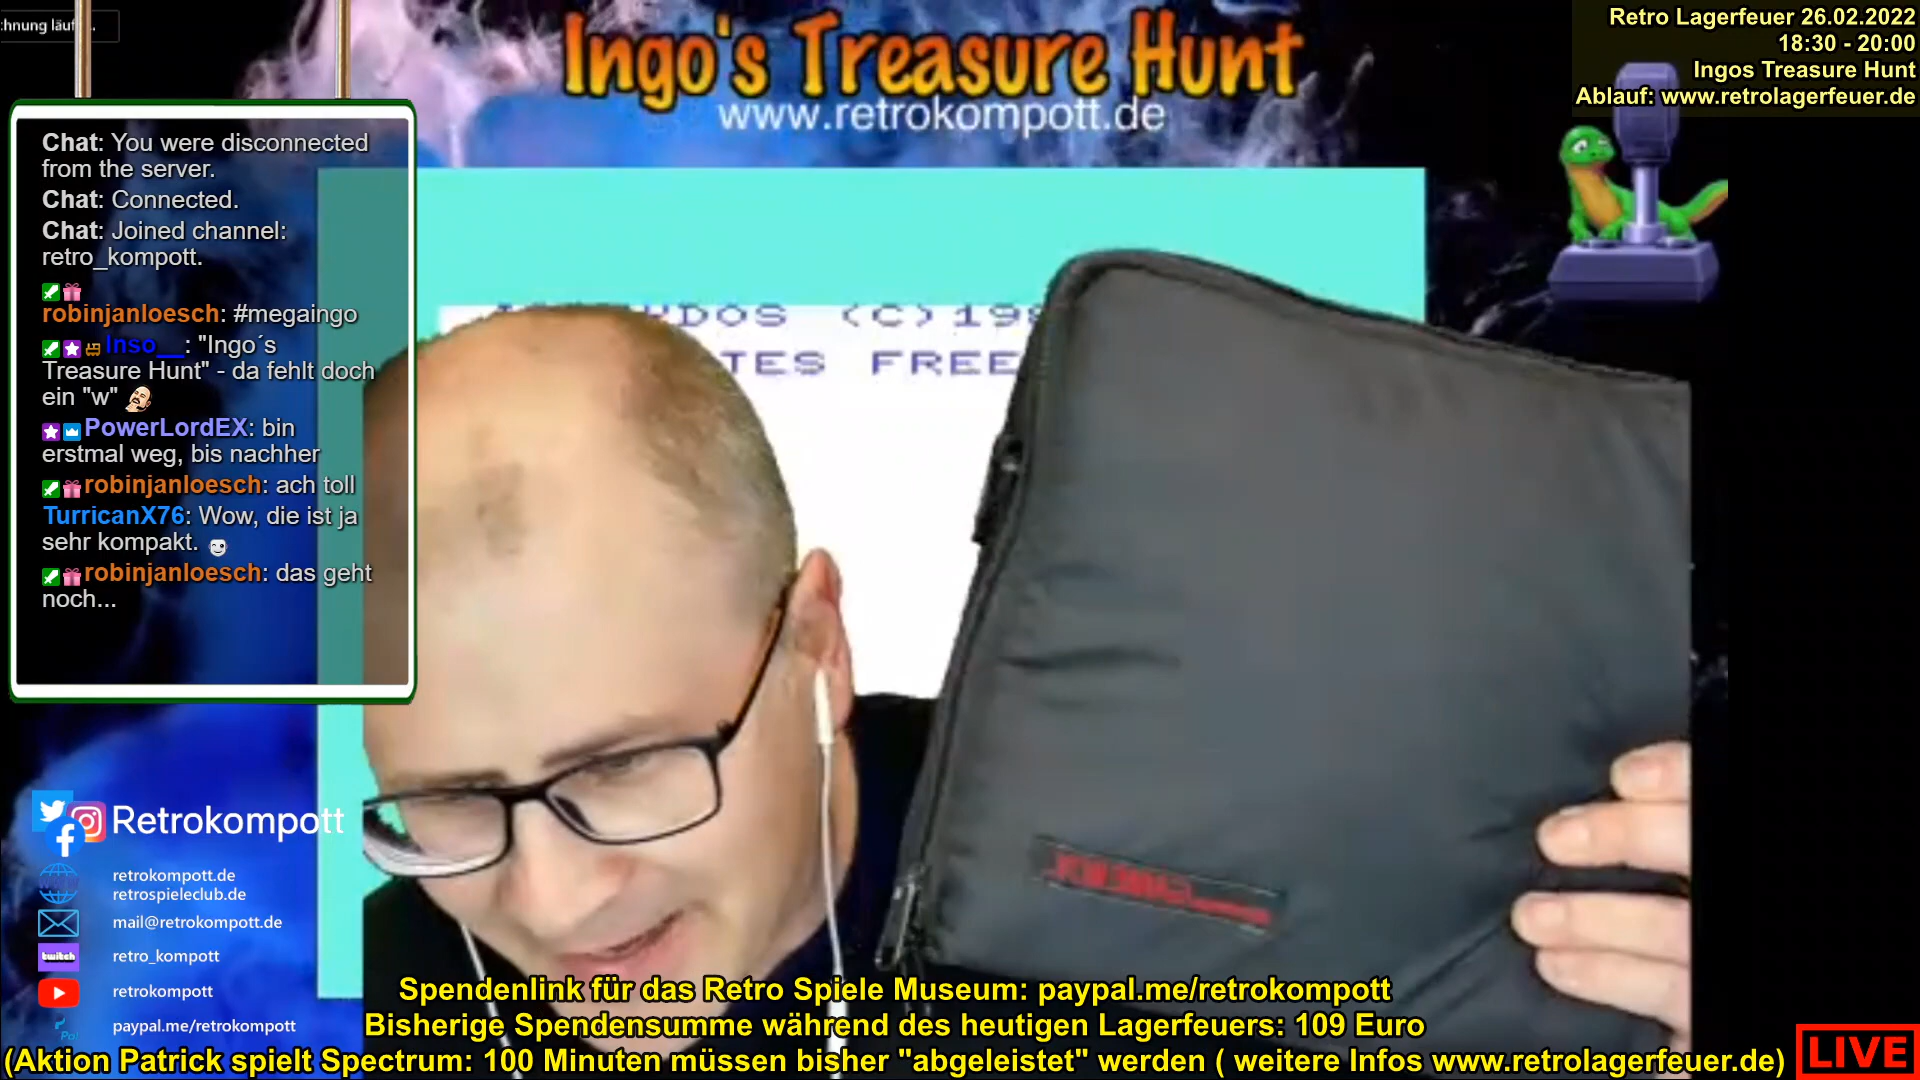 chnung läuf...
Ingo's Treasure Hunt
www.retrokompott.de
Retro Lagerfeuer 26.02.2022
18:30 - 20:00
Ingos Treasure Hunt
Ablauf: www.retrolagerfeuer.de
Chat: You were disconnected
from the server.
Chat: Connected.
Chat: Joined channel:
retro_kompott.
robinjanloesch: #megaingo
Inso__: "Ingo´s
Treasure Hunt" - da fehlt doch
ein "w"
PowerLordEX: bin
erstmal weg, bis nachher
robinjanloesch: ach toll
TurricanX76: Wow, die ist ja
sehr kompakt.
robinjanloesch: das geht
noch...
DOS (C)198
TES FREE
Retrokompott
retrokompott.de
retrospieleclub.de
mail@retrokompott.de
twitch
retro_kompott
retrokompott
paypal.me/retrokompott
Spendenlink für das Retro Spiele Museum: paypal.me/retrokompott
Bisherige Spendensumme während des heutigen Lagerfeuers: 109 Euro
(Aktion Patrick spielt Spectrum: 100 Minuten müssen bisher "abgeleistet" werden ( weitere Infos www.retrolagerfeuer.de)
LIVE